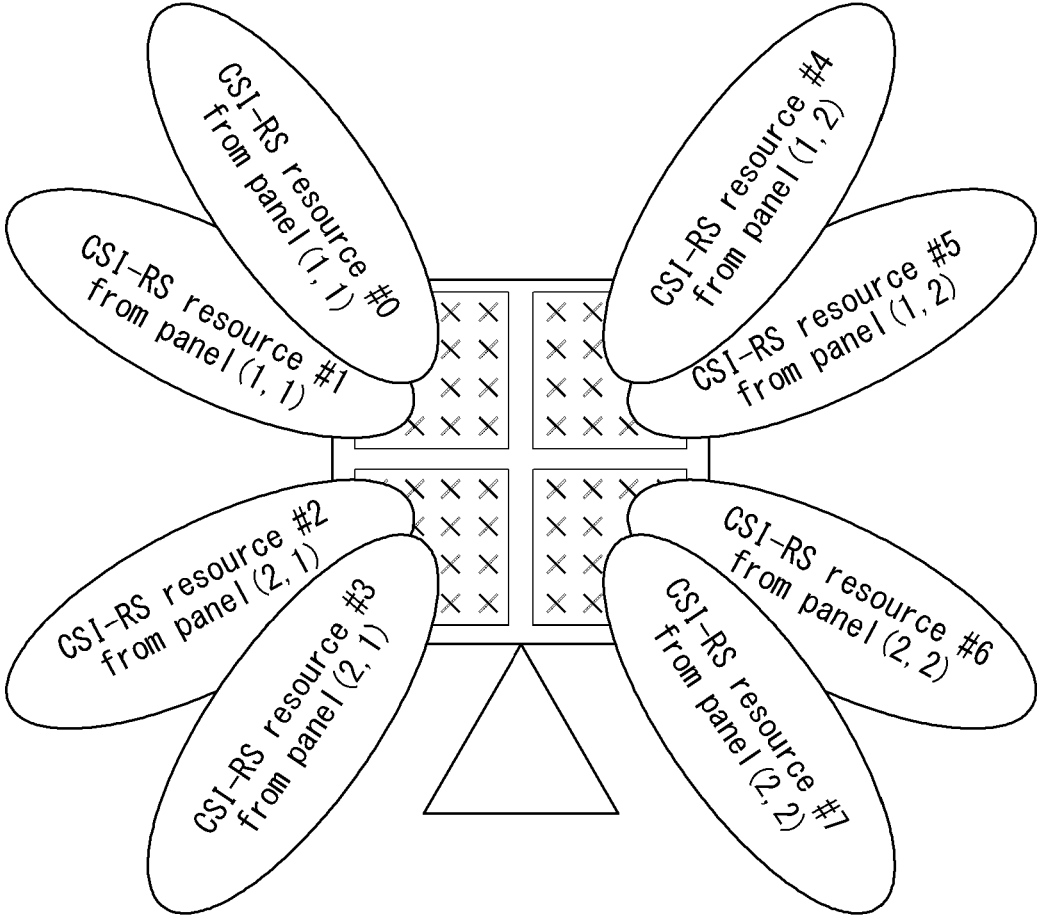 CSI-RS resource #0
from panel(1,1)
CSI-RS resource #1
from panel(1,1)
CSI-RS resource #2
from panel(2,1)
CSI-RS resource #3
from panel(2,1)
CSI-RS resource #4
from panel(1,2)
CSI-RS resource #5
from panel(1,2)
CSI-RS resource #6
from panel(2,2)
CSI-RS resource #7
from panel(2,2)